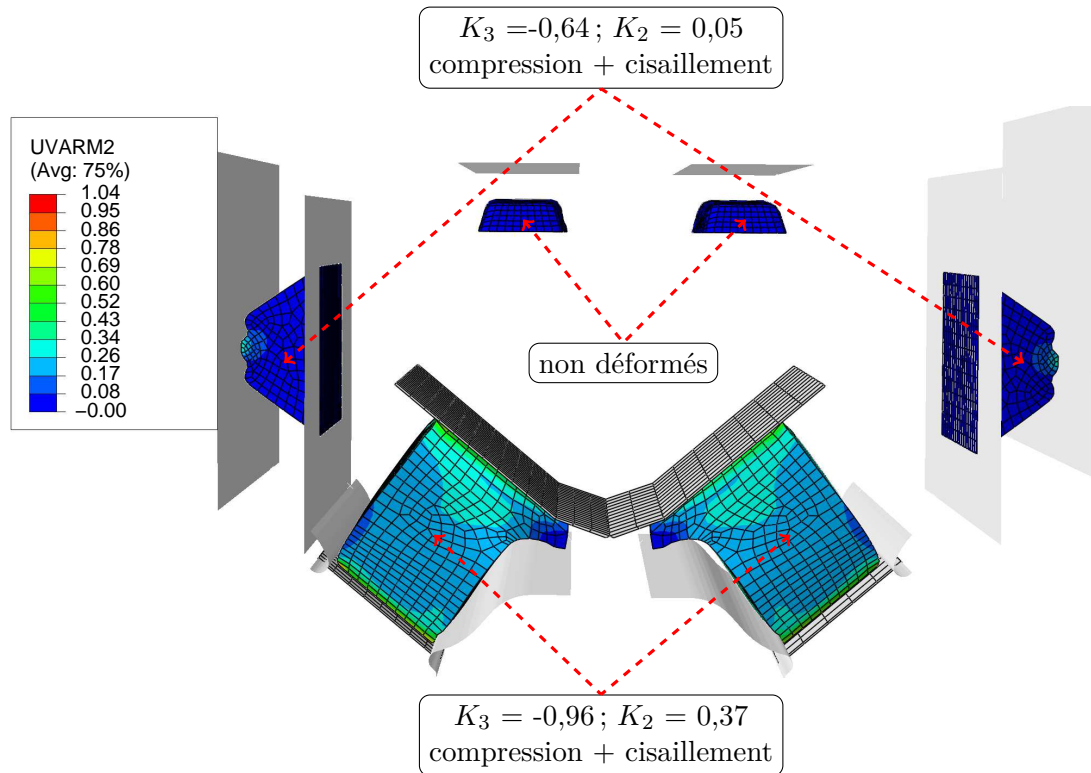 K₃ =-0,64 ; K₂ = 0,05
compression + cisaillement
UVARM2
(Avg: 75%)
1.04
0.95
0.86
0.78
0.69
0.60
0.52
0.43
0.34
0.26
0.17
0.08
−0.00
non déformés
K₃ = -0,96 ; K₂ = 0,37
compression + cisaillement